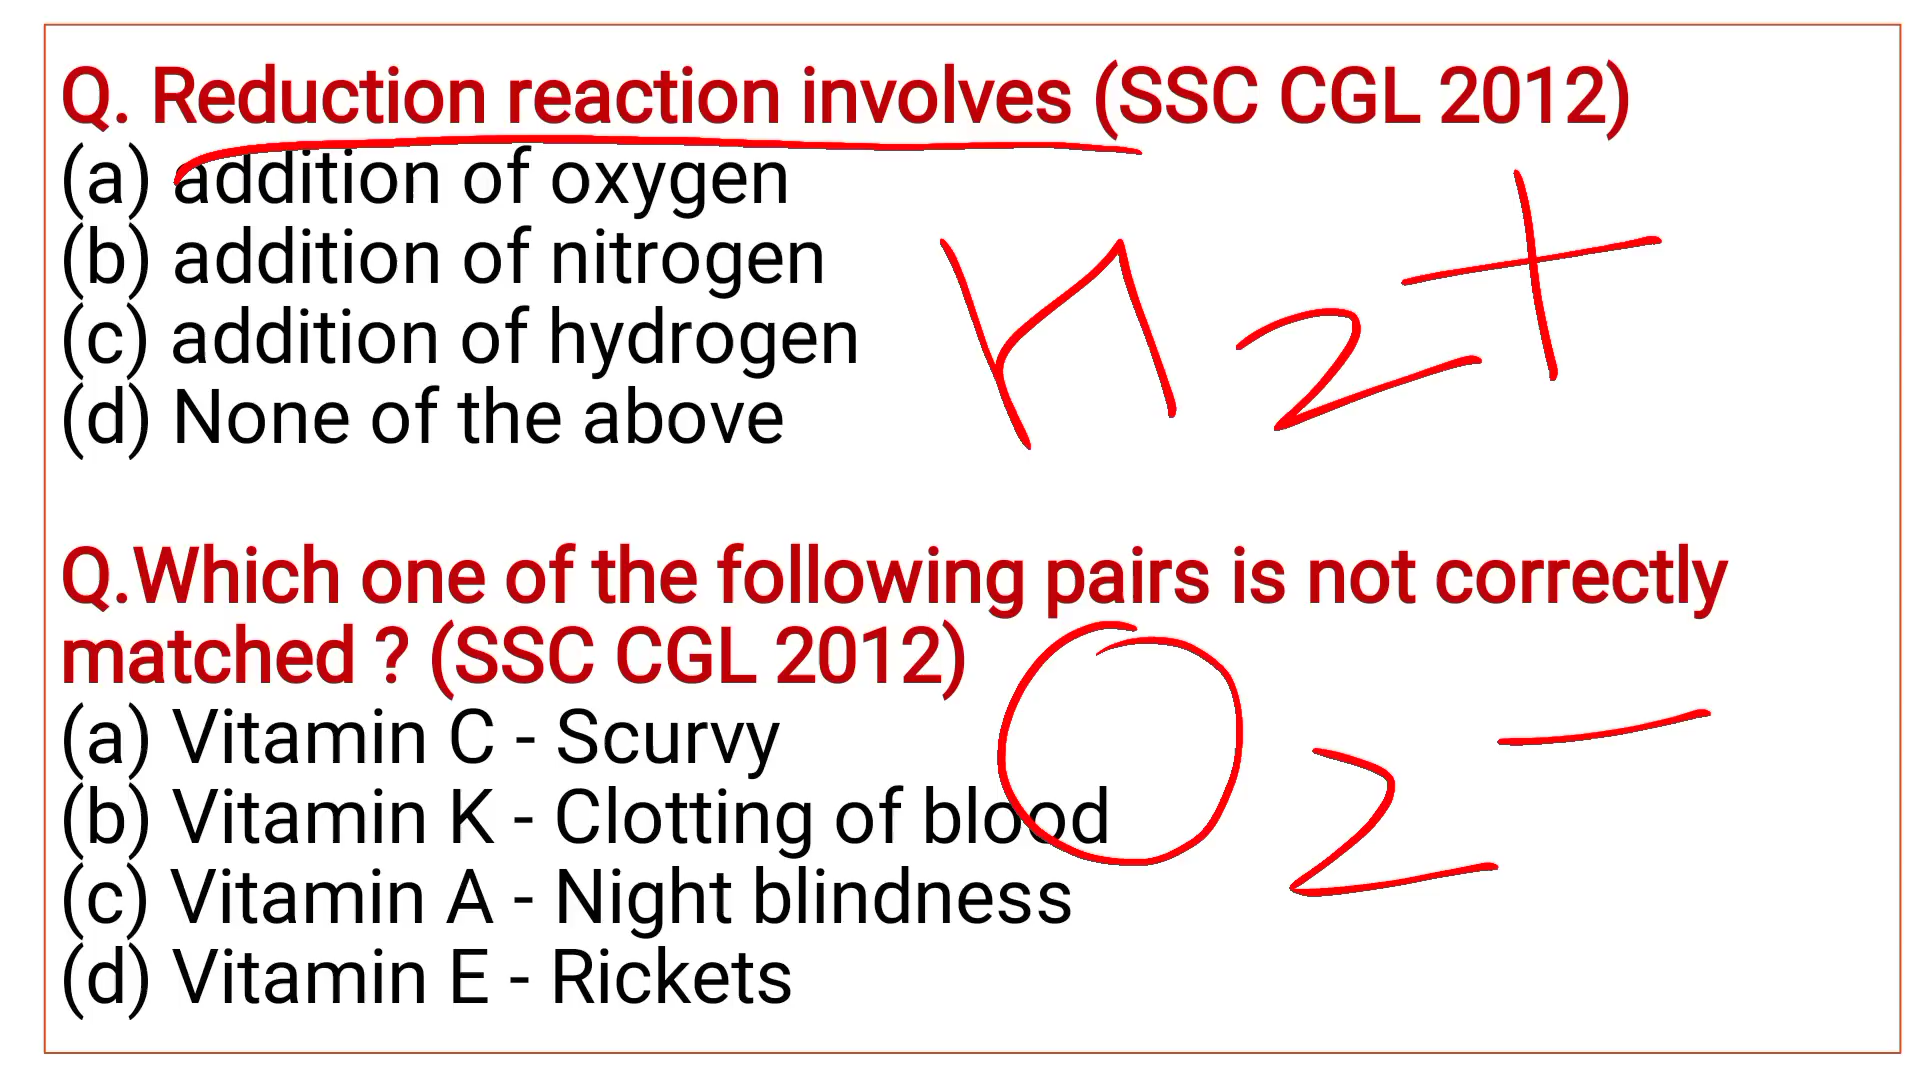 Q. Reduction reaction involves (SSC CGL 2012)
(a) addition of oxygen
(b) addition of nitrogen
(c) addition of hydrogen
(d) None of the above
H2+
Q.Which one of the following pairs is not correctly
matched ? (SSC CGL 2012)
(a) Vitamin C - Scurvy
(b) Vitamin K - Clotting of blood
(c) Vitamin A - Night blindness
(d) Vitamin E - Rickets
O2-